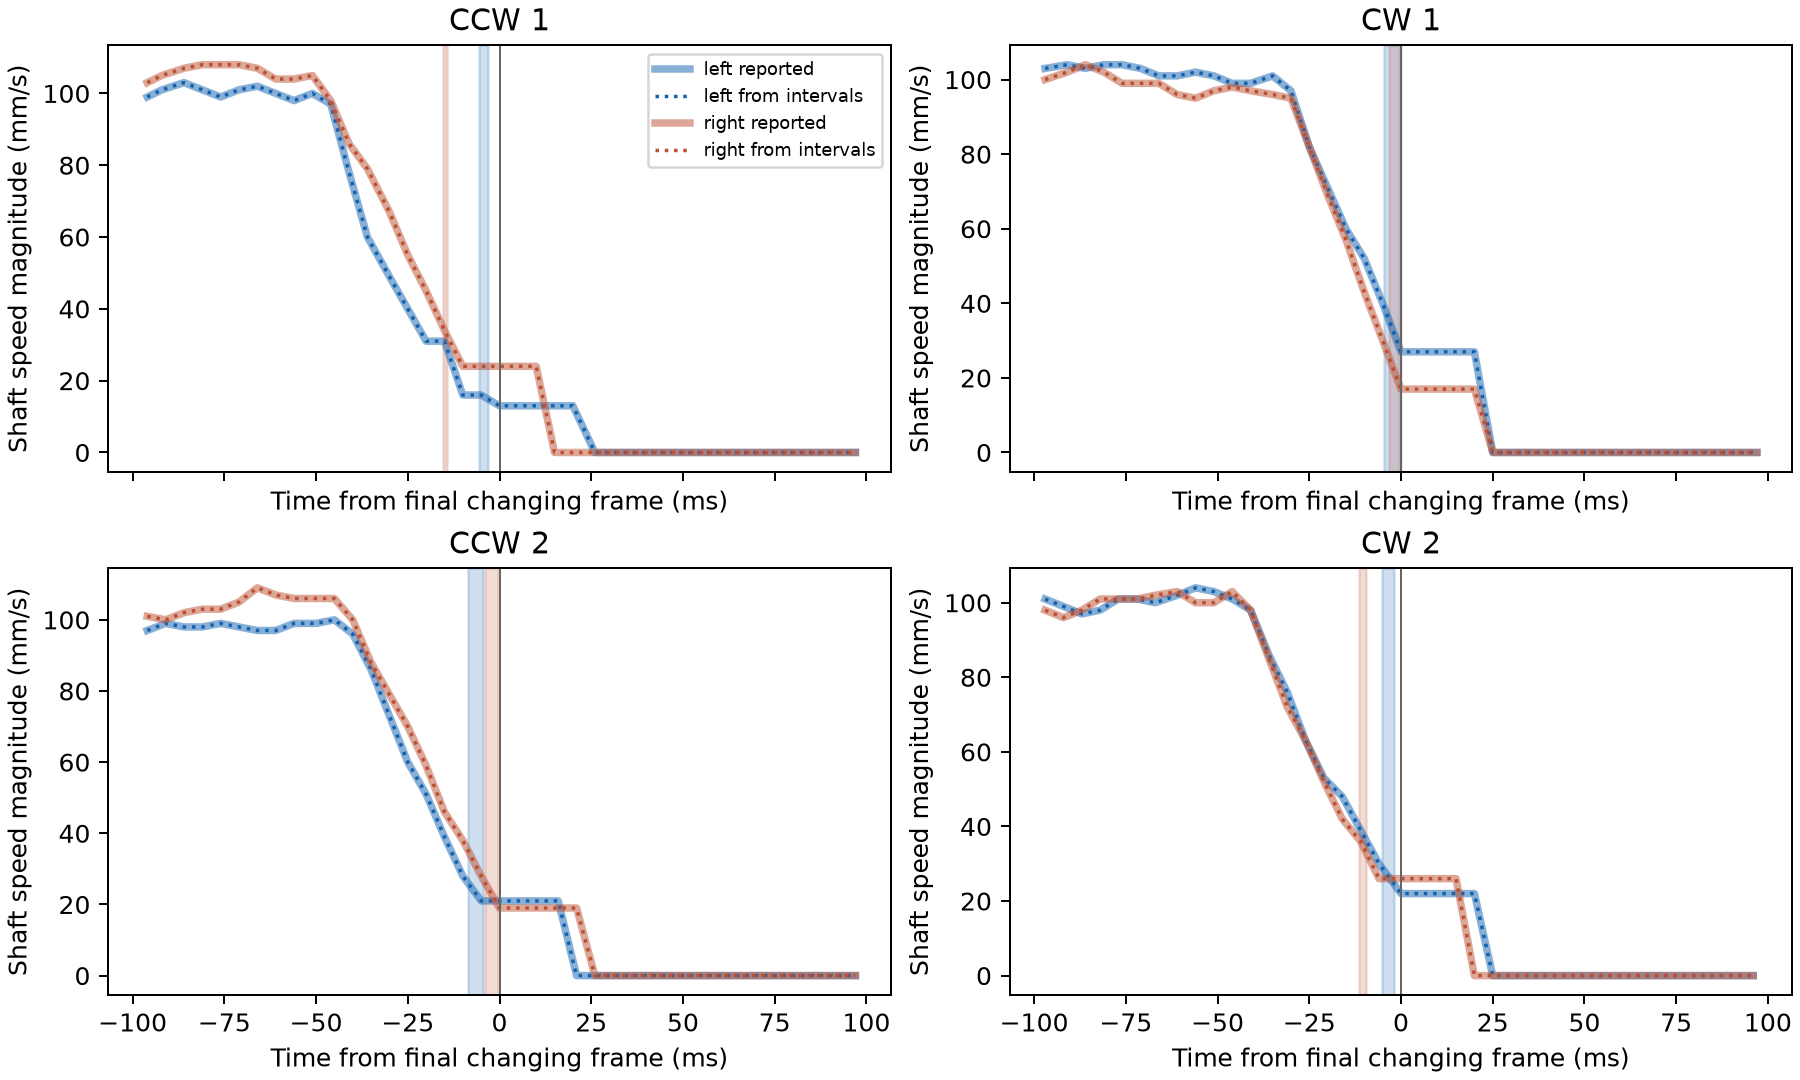 CCW 1
Shaft speed magnitude (mm/s)
100
80
60
40
20
0
left reported
left from intervals
right reported
right from intervals
Time from final changing frame (ms)
CW 1
Shaft speed magnitude (mm/s)
100
80
60
40
20
0
Time from final changing frame (ms)
CCW 2
Shaft speed magnitude (mm/s)
100
80
60
40
20
0
−100 −75 −50 −25 0 25 50 75 100
Time from final changing frame (ms)
CW 2
Shaft speed magnitude (mm/s)
100
80
60
40
20
0
−100 −75 −50 −25 0 25 50 75 100
Time from final changing frame (ms)